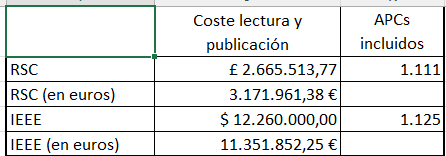 Coste lectura y publicación APCs incluidos
RSC £ 2.665.513,77 1.111
RSC (en euros) 3.171.961,38 €
IEEE $ 12.260.000,00 1.125
IEEE (en euros) 11.351.852,25 €